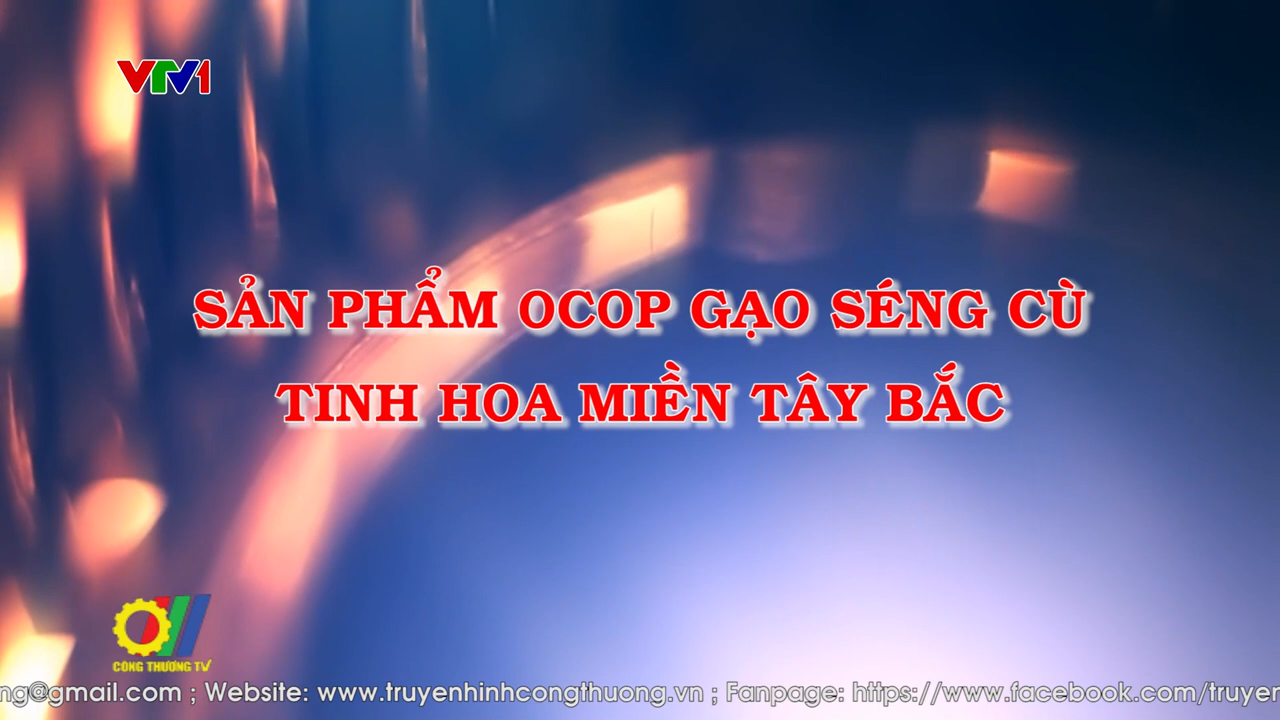 VTV1
SẢN PHẨM OCOP GẠO SÉNG CÙ
TINH HOA MIỀN TÂY BẮC
CÔNG THƯƠNG TV
ng@gmail.com ; Website: www.truyenhinhcongthuong.vn ; Fanpage: https://www.facebook.com/truyen